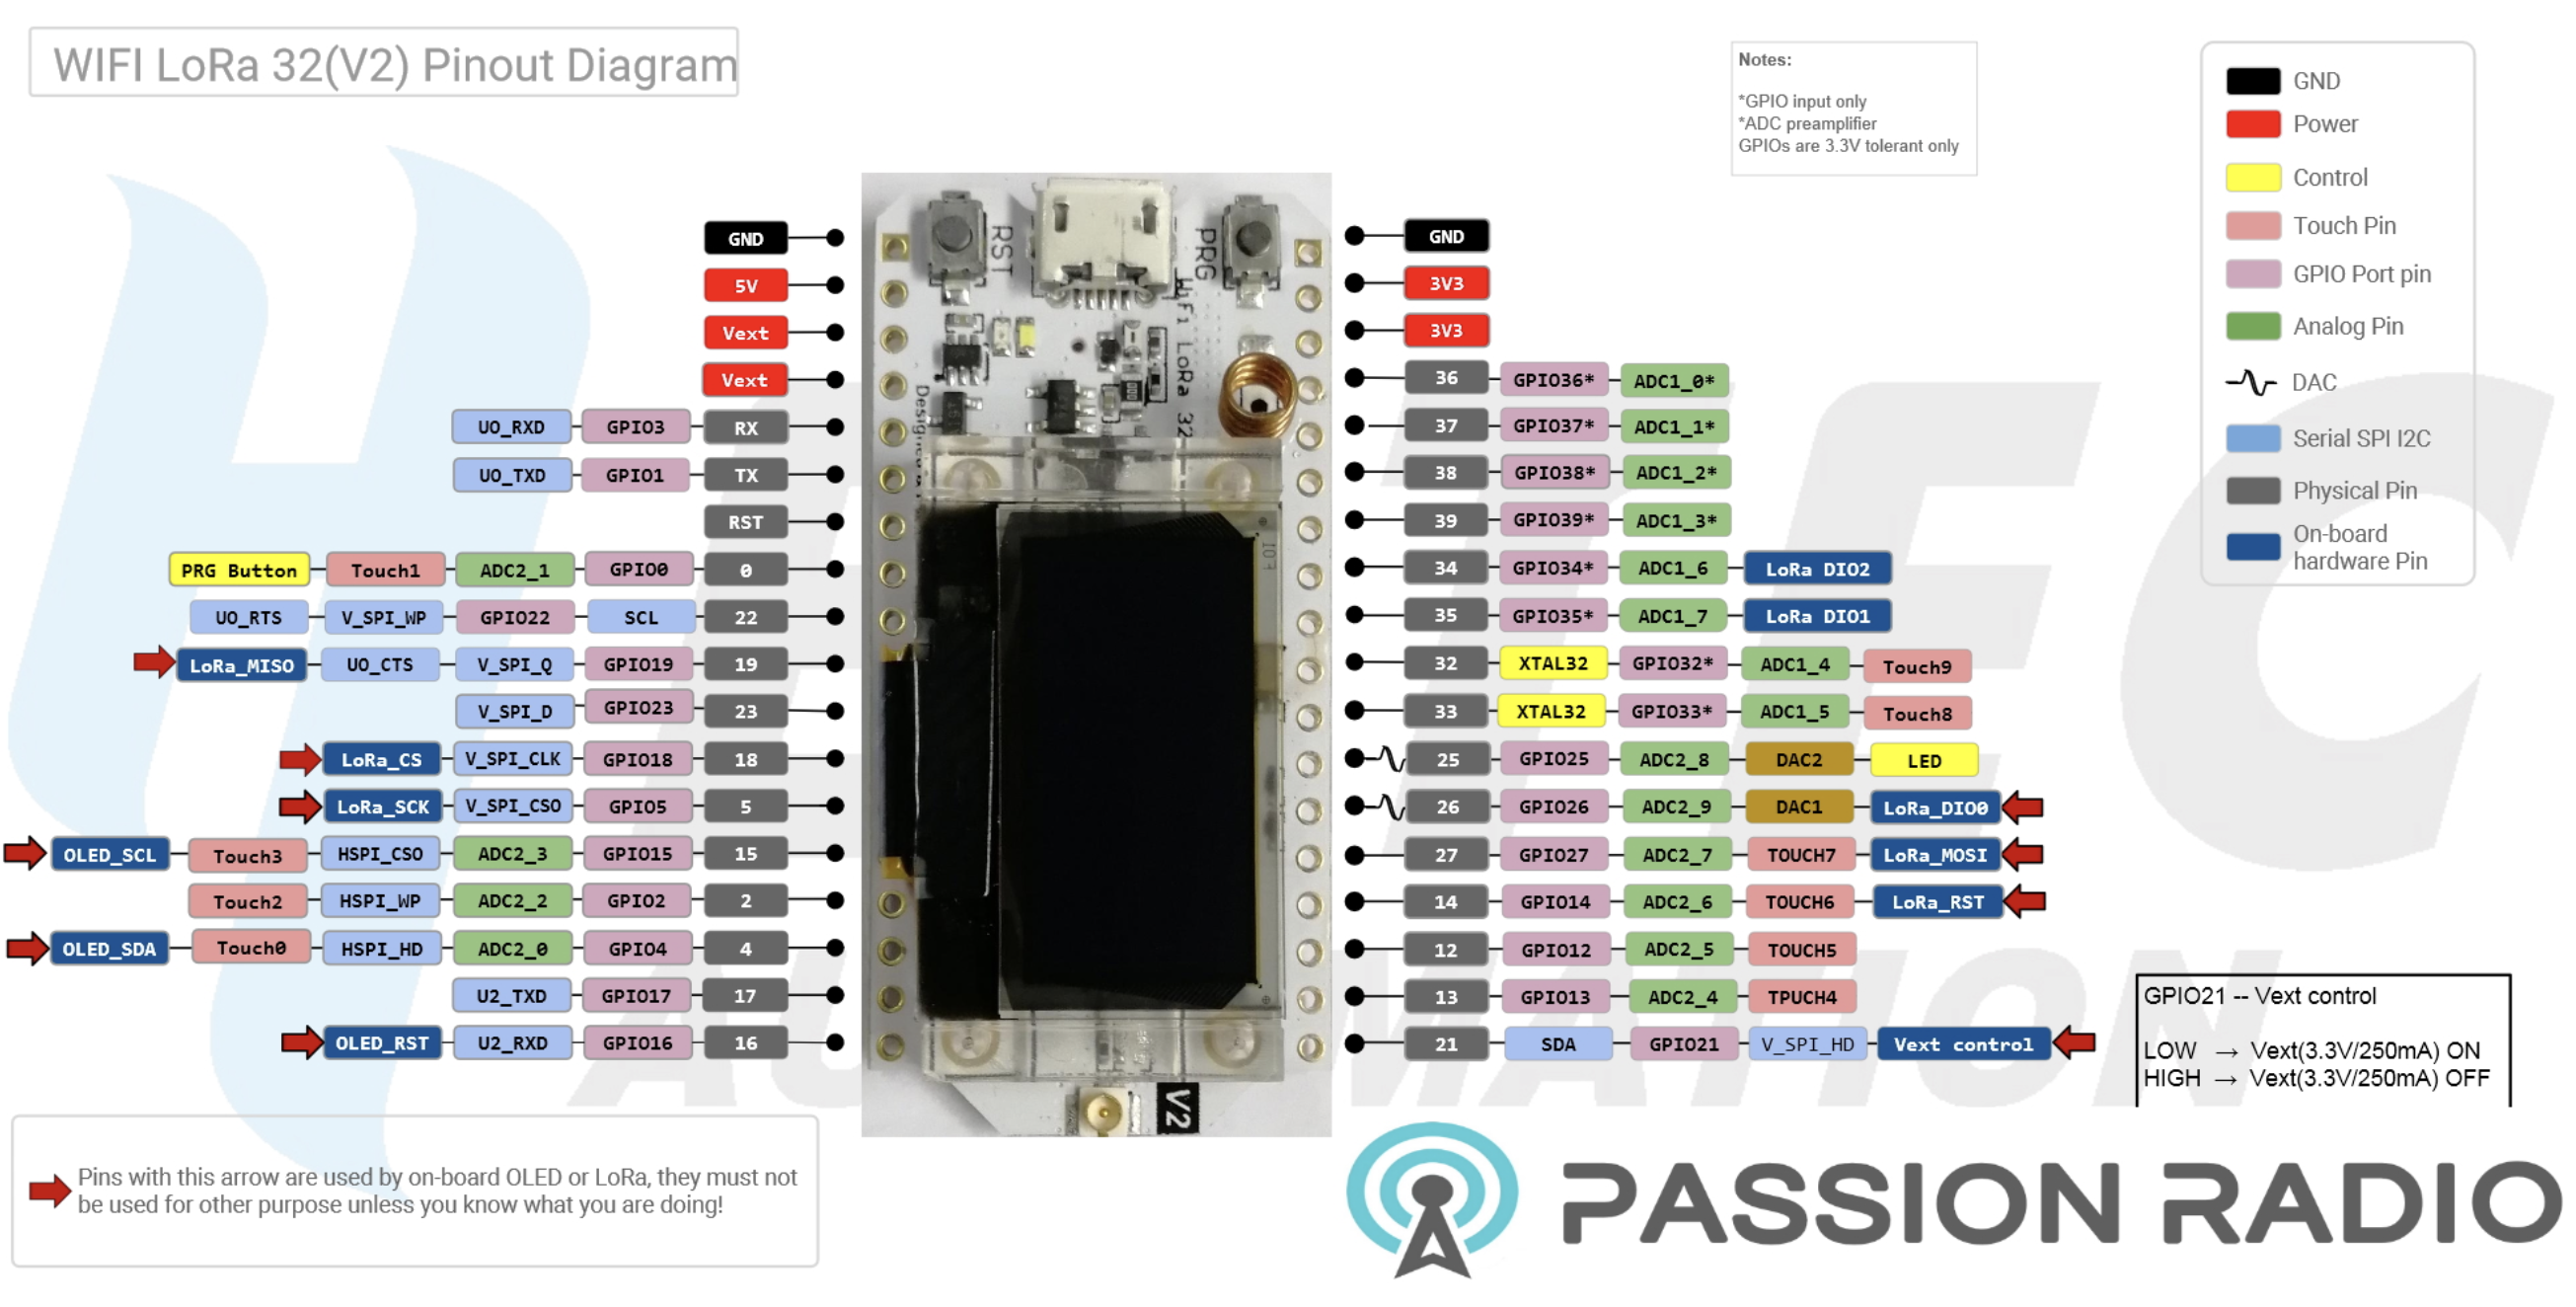 WIFI LoRa 32(V2) Pinout Diagram
Notes:
*GPIO input only
*ADC preamplifier
GPIOs are 3.3V tolerant only
GND
Power
Control
Touch Pin
GPIO Port pin
Analog Pin
DAC
Serial SPI I2C
Physical Pin
On-board
hardware Pin
GND
5V
Vext
Vext
UO_RXD GPIO3 RX
UO_TXD GPIO1 TX
RST
PRG Button Touch1 ADC2_1 GPIO0 0
UO_RTS V_SPI_WP GPIO22 SCL 22
LoRa_MISO UO_CTS V_SPI_Q GPIO19 19
V_SPI_D GPIO23 23
LoRa_CS V_SPI_CLK GPIO18 18
LoRa_SCK V_SPI_CSO GPIO5 5
OLED_SCL Touch3 HSPI_CSO ADC2_3 GPIO15 15
Touch2 HSPI_WP ADC2_2 GPIO2 2
OLED_SDA Touch0 HSPI_HD ADC2_0 GPIO4 4
U2_TXD GPIO17 17
OLED_RST U2_RXD GPIO16 16
RST
PRG
WiFi LoRa 32
V2
GND
3V3
3V3
36 GPIO36* ADC1_0*
37 GPIO37* ADC1_1*
38 GPIO38* ADC1_2*
39 GPIO39* ADC1_3*
34 GPIO34* ADC1_6 LoRa DIO2
35 GPIO35* ADC1_7 LoRa DIO1
32 XTAL32 GPIO32* ADC1_4 Touch9
33 XTAL32 GPIO33* ADC1_5 Touch8
25 GPIO25 ADC2_8 DAC2 LED
26 GPIO26 ADC2_9 DAC1 LoRa_DIO0
27 GPIO27 ADC2_7 TOUCH7 LoRa_MOSI
14 GPIO14 ADC2_6 TOUCH6 LoRa_RST
12 GPIO12 ADC2_5 TOUCH5
13 GPIO13 ADC2_4 TPUCH4
21 SDA GPIO21 V_SPI_HD Vext control
GPIO21 -- Vext control
LOW → Vext(3.3V/250mA) ON
HIGH → Vext(3.3V/250mA) OFF
Pins with this arrow are used by on-board OLED or LoRa, they must not
be used for other purpose unless you know what you are doing!
PASSION RADIO